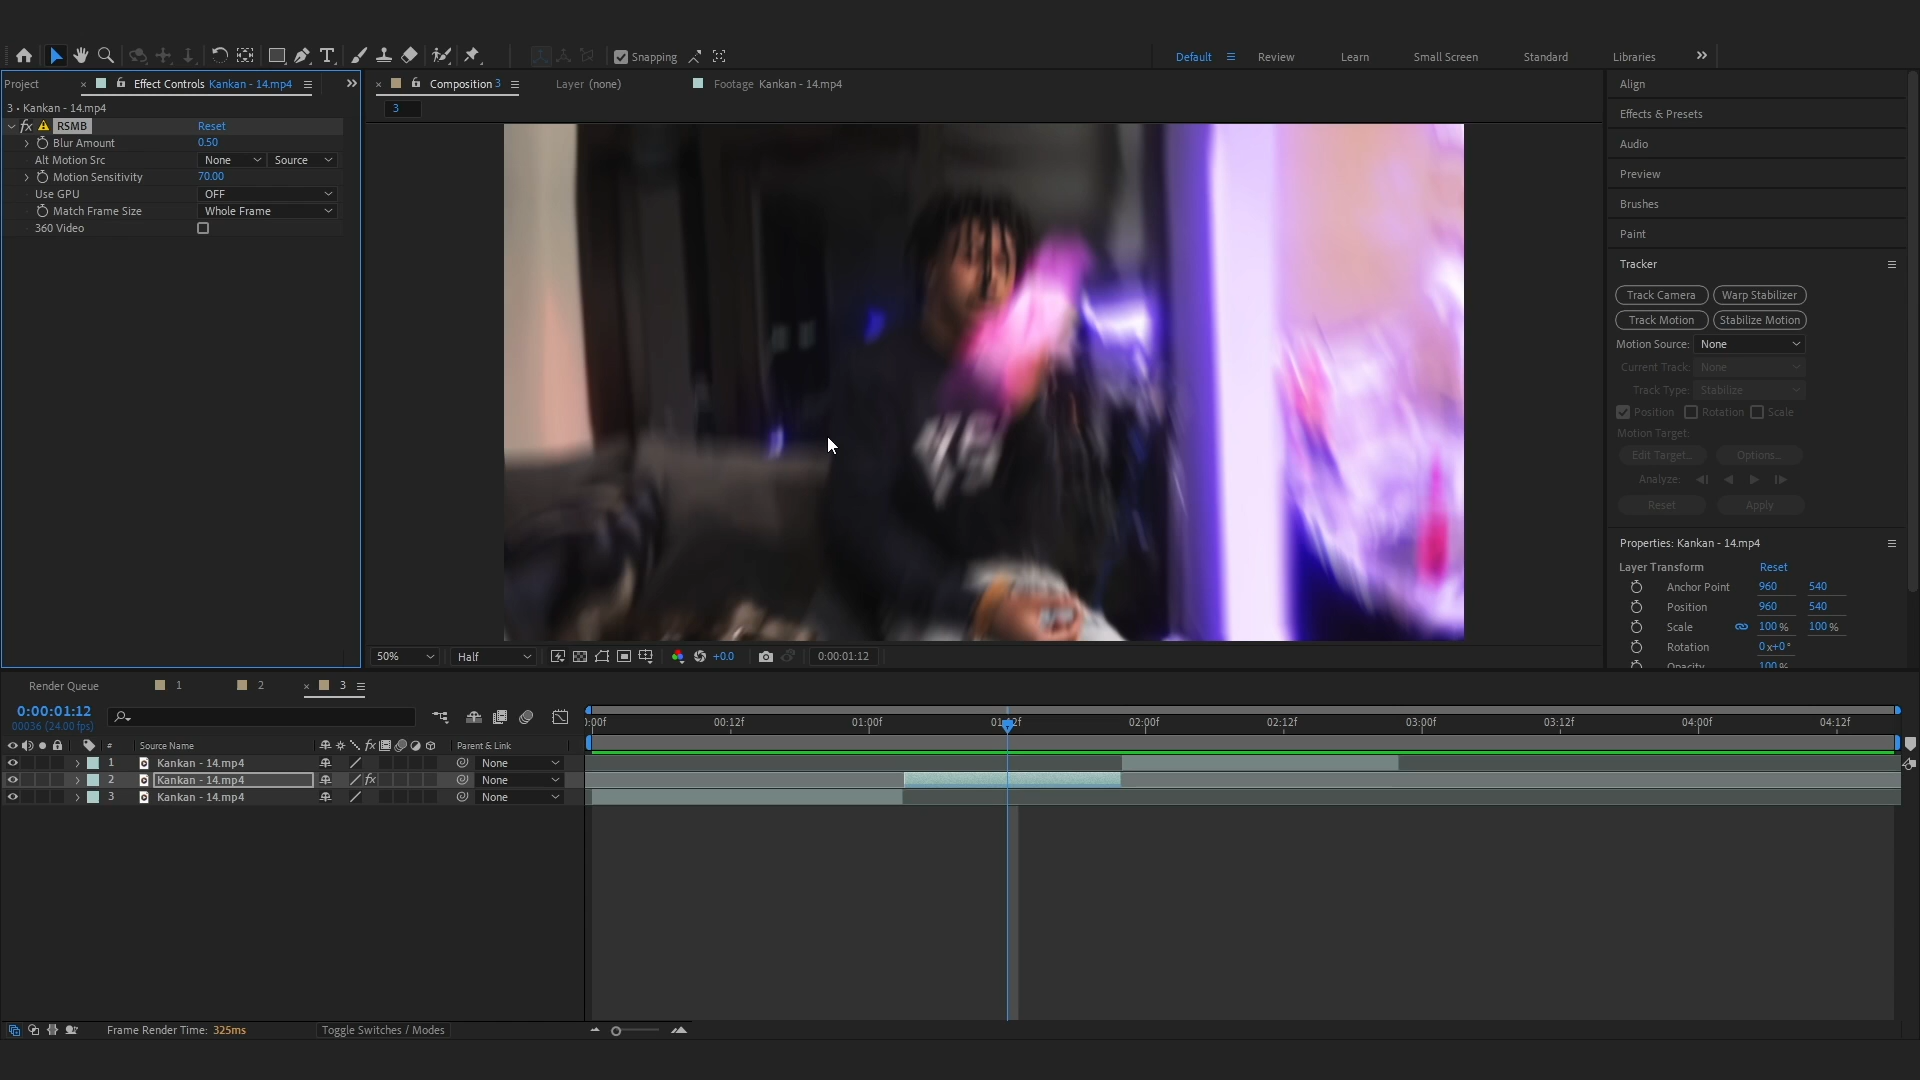 Snapping
Default
Review
Learn
Small Screen
Standard
Libraries
Project
Effect Controls Kankan - 14.mp4
Composition 3
Layer (none)
Footage Kankan - 14.mp4
Align
3 • Kankan - 14.mp4
3
fx RSMB Reset
Effects & Presets
Blur Amount 0.50
Audio
Alt Motion Src None Source
Motion Sensitivity 70.00
Preview
Use GPU OFF
Match Frame Size Whole Frame
Brushes
360 Video
Paint
Tracker
Track Camera Warp Stabilizer
Track Motion Stabilize Motion
Motion Source: None
Current Track: None
Track Type: Stabilize
Position Rotation Scale
Motion Target:
Edit Target... Options...
Analyze:
Reset Apply
Properties: Kankan - 14.mp4
Layer Transform Reset
Anchor Point 960 540
Position 960 540
Scale 100 % 100 %
Rotation 0x+0°
Opacity 100 %
50% Half +0.0 0:00:01:12
Render Queue 1 2 3
0:00:01:12
00036 (24.00 fps)
:00f 00:12f 01:00f 01:12f 02:00f 02:12f 03:00f 03:12f 04:00f 04:12f
# Source Name fx Parent & Link
1 Kankan - 14.mp4 None
2 Kankan - 14.mp4 fx None
3 Kankan - 14.mp4 None
Frame Render Time: 325ms Toggle Switches / Modes